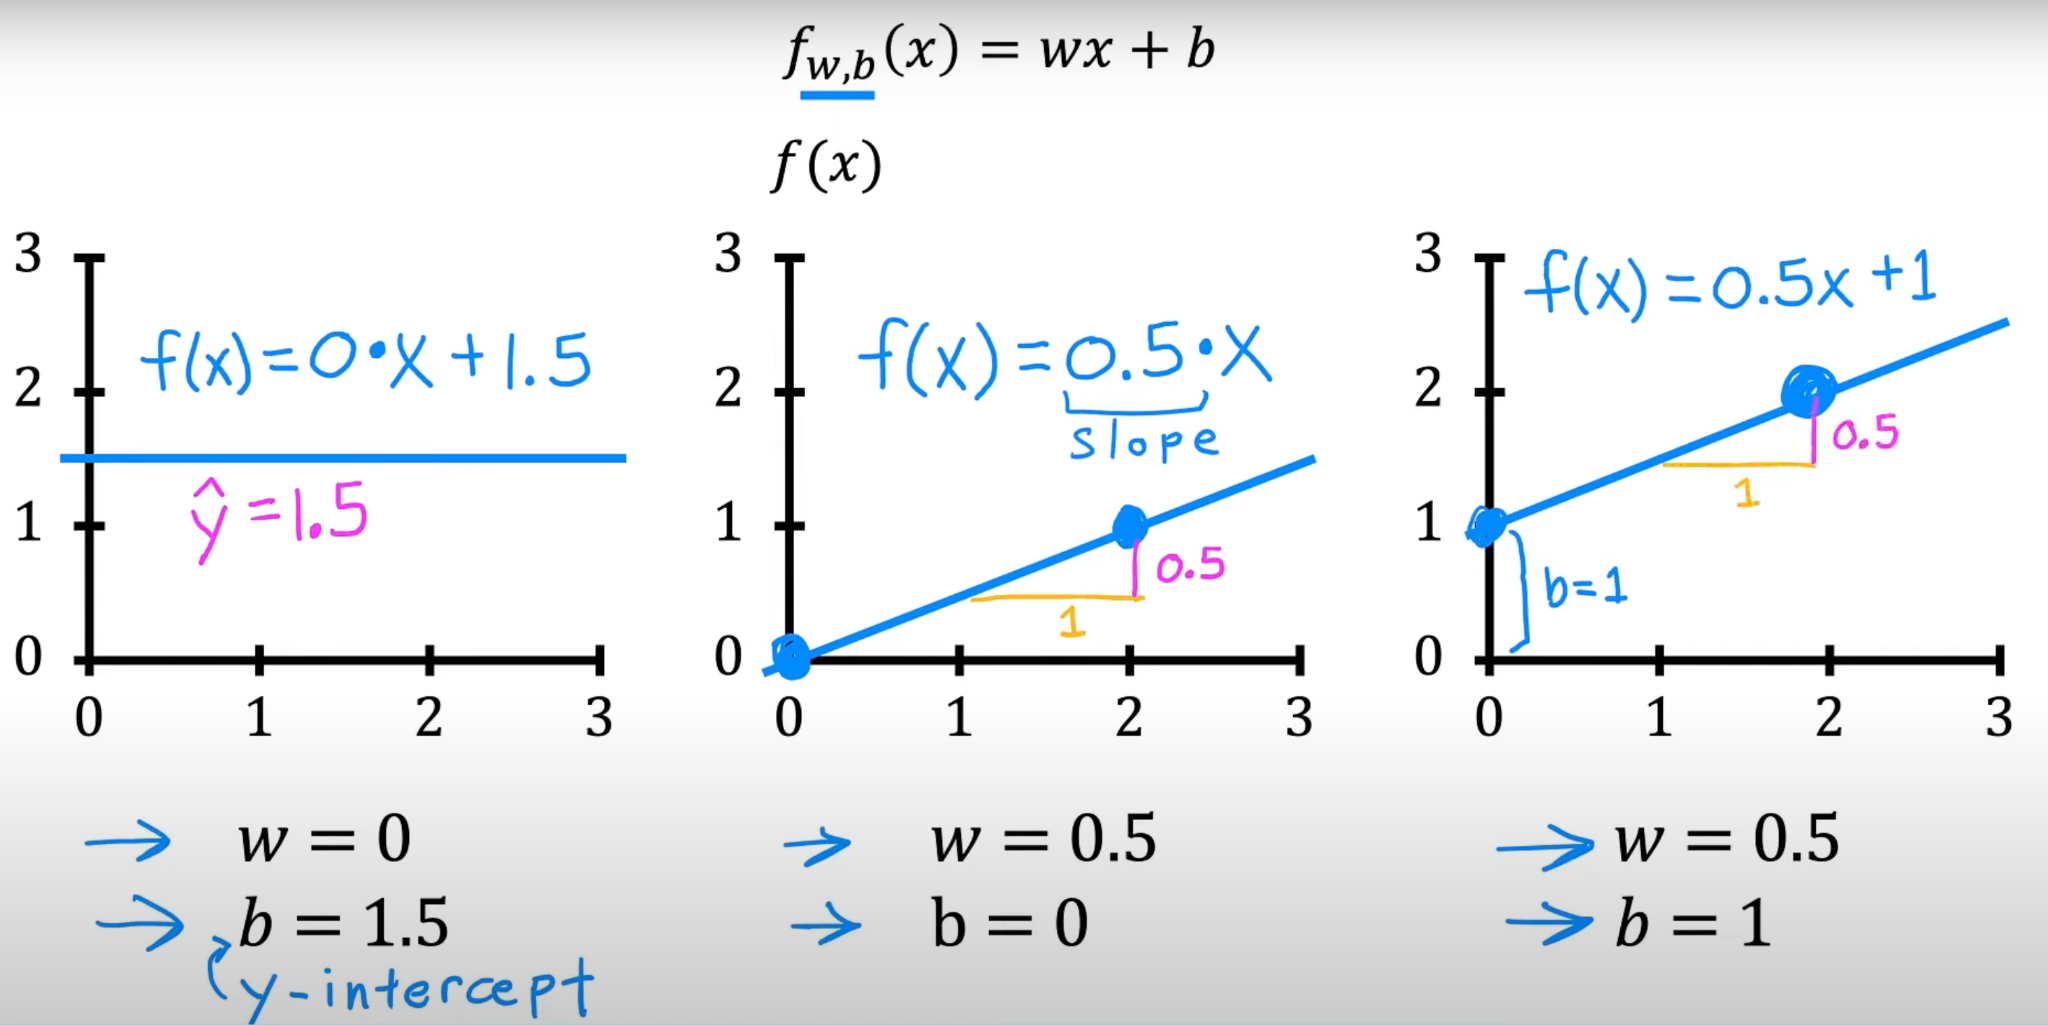 f_{w,b}(x) = wx + b
f(x)
3
2
1
0
0 1 2 3
f(x)=0•x+1.5
ŷ=1.5
→ w = 0
→ b = 1.5
y-intercept
3
2
1
0
0 1 2 3
f(x)=0.5•x
slope
0.5
1
→ w = 0.5
→ b = 0
3
2
1
0
0 1 2 3
f(x)=0.5x+1
0.5
1
b=1
→ w = 0.5
→ b = 1